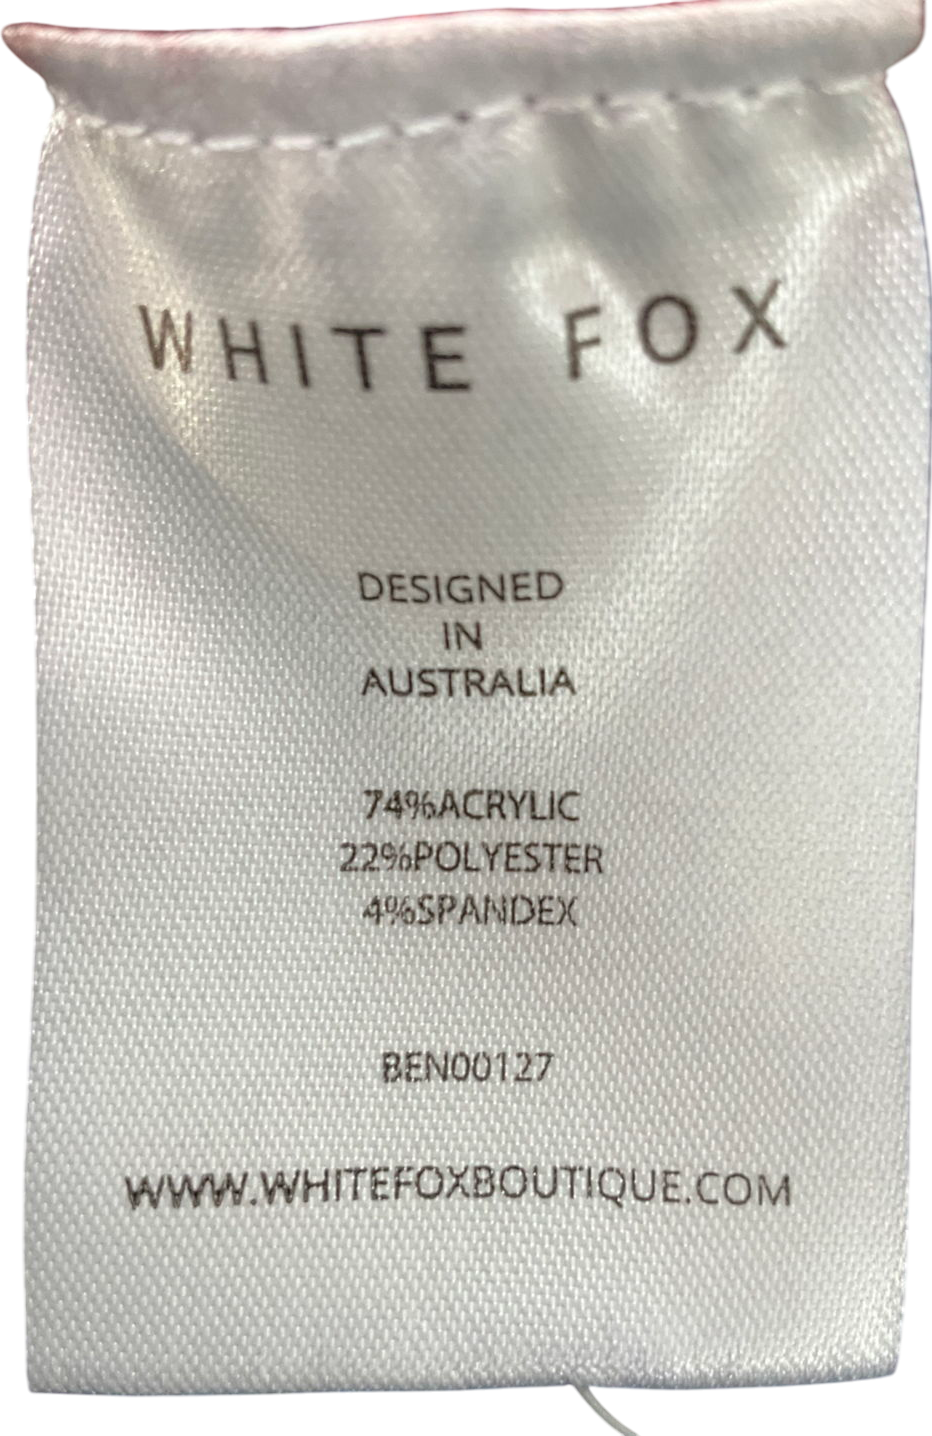 WHITE FOX
DESIGNED
IN
AUSTRALIA
74%ACRYLIC
22%POLYESTER
4%SPANDEX
BEN00127
WWW.WHITEFOXBOUTIQUE.COM